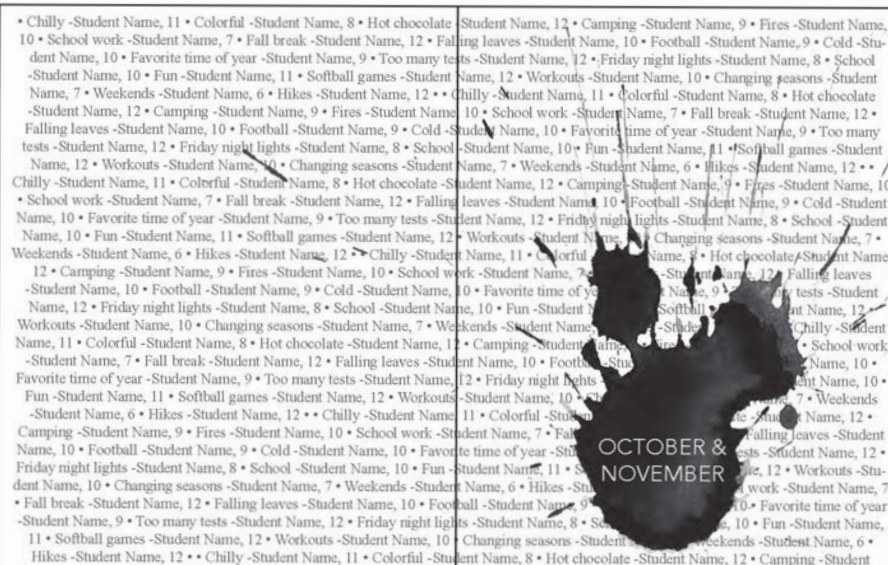 • Chilly -Student Name, 11 • Colorful -Student Name, 8 • Hot chocolate -Student Name, 12 • Camping -Student Name, 9 • Fires -Student Name,
10 • School work -Student Name, 7 • Fall break -Student Name, 12 • Falling leaves -Student Name, 10 • Football -Student Name, 9 • Cold -Stu-
dent Name, 10 • Favorite time of year -Student Name, 9 • Too many tests -Student Name, 12 • Friday night lights -Student Name, 8 • School
-Student Name, 10 • Fun -Student Name, 11 • Softball games -Student Name, 12 • Workouts -Student Name, 10 • Changing seasons -Student
Name, 7 • Weekends -Student Name, 6 • Hikes -Student Name, 12 • • Chilly -Student Name, 11 • Colorful -Student Name, 8 • Hot chocolate
-Student Name, 12 • Camping -Student Name, 9 • Fires -Student Name, 10 • School work -Student Name, 7 • Fall break -Student Name, 12 •
Falling leaves -Student Name, 10 • Football -Student Name, 9 • Cold -Student Name, 10 • Favorite time of year -Student Name, 9 • Too many
tests -Student Name, 12 • Friday night lights -Student Name, 8 • School -Student Name, 10 • Fun -Student Name, 11 • Softball games -Student
Name, 12 • Workouts -Student Name, 10 • Changing seasons -Student Name, 7 • Weekends -Student Name, 6 • Hikes -Student Name, 12 • •
Chilly -Student Name, 11 • Colorful -Student Name, 8 • Hot chocolate -Student Name, 12 • Camping -Student Name, 9 • Fires -Student Name, 10
• School work -Student Name, 7 • Fall break -Student Name, 12 • Falling leaves -Student Name, 10 • Football -Student Name, 9 • Cold -Student
Name, 10 • Favorite time of year -Student Name, 9 • Too many tests -Student Name, 12 • Friday night lights -Student Name, 8 • School -Student
Name, 10 • Fun -Student Name, 11 • Softball games -Student Name, 12 • Workouts -Student Name, Changing seasons -Student Name, 7 •
Weekends -Student Name, 6 • Hikes -Student Name, 12 • • Chilly -Student Name, 11 • Colorful Name, 8 • Hot chocolate -Student Name
12 • Camping -Student Name, 9 • Fires -Student Name, 10 • School work -Student Name, 7 -Student Name, 12 • Falling leaves
-Student Name, 10 • Football -Student Name, 9 • Cold -Student Name, 10 • Favorite time of Name, 9 • tests -Student
Name, 12 • Friday night lights -Student Name, 8 • School -Student Name, 10 • Fun -Student Softball Name, 12 •
Workouts -Student Name, 10 • Changing seasons -Student Name, 7 • Weekends -Student Name, Chilly -Student
Name, 11 • Colorful -Student Name, 8 • Hot chocolate -Student Name, 12 • Camping -Student • School work
-Student Name, 7 • Fall break -Student Name, 12 • Falling leaves -Student Name, 10 • Name, 10 •
Favorite time of year -Student Name, 9 • Too many tests -Student Name, 12 • Friday night lights Name, 10 •
Fun -Student Name, 11 • Softball games -Student Name, 12 • Workouts -Student Name, 10 • 7 • Weekends
-Student Name, 6 • Hikes -Student Name, 12 • • Chilly -Student Name, 11 • Colorful Name, 12 •
Camping -Student Name, 9 • Fires -Student Name, 10 • School work -Student Name, 7 • Falling leaves -Student
Name, 10 • Football -Student Name, 9 • Cold -Student Name, 10 • Favorite time of year -Student Name, 12 •
Friday night lights -Student Name, 8 • School -Student Name, 10 • Fun -Student Name, 11 • 12 • Workouts -Stu-
dent Name, 10 • Changing seasons -Student Name, 7 • Weekends -Student Name, 6 • Hikes work -Student Name, 7
• Fall break -Student Name, 12 • Falling leaves -Student Name, 10 • Football -Student Name, 9 • Favorite time of year
-Student Name, 9 • Too many tests -Student Name, 12 • Friday night lights -Student Name, 8 • 10 • Fun -Student Name,
11 • Softball games -Student Name, 12 • Workouts -Student Name, 10 • Changing seasons -Student Weekends -Student Name, 6 •
Hikes -Student Name, 12 • • Chilly -Student Name, 11 • Colorful -Student Name, 8 • Hot chocolate -Student Name, 12 • Camping -Student
OCTOBER &
NOVEMBER